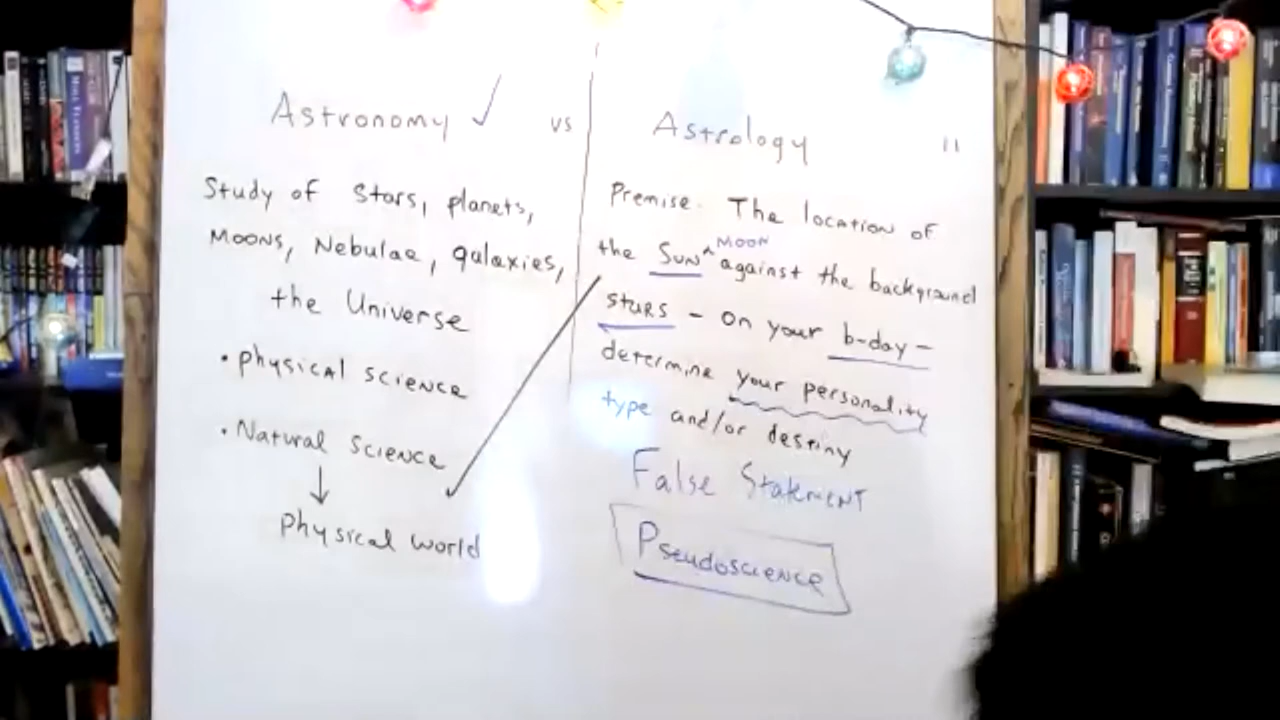 Astronomy ✓ vs Astrology "
Study of Stars, planets,
Moons, Nebulae, galaxies,
the Universe
• physical science
• Natural science
↓
physical world
Premise. The location of
the Sun ^ Moon against the background
stars - on your b-day -
determine your personality
type and/or destiny
False Statement
Pseudoscience